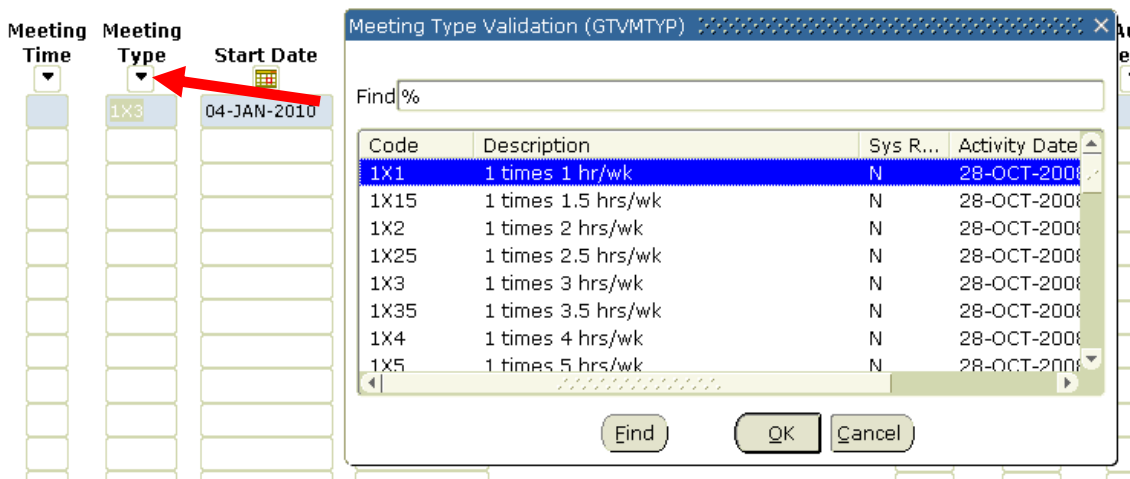 Meeting Time
Meeting Type
Start Date
1X3
04-JAN-2010
Meeting Type Validation (GTVMTYP)
Find %
Code Description Sys R... Activity Date
1X1 1 times 1 hr/wk N 28-OCT-2008
1X15 1 times 1.5 hrs/wk N 28-OCT-2008
1X2 1 times 2 hrs/wk N 28-OCT-2008
1X25 1 times 2.5 hrs/wk N 28-OCT-2008
1X3 1 times 3 hrs/wk N 28-OCT-2008
1X35 1 times 3.5 hrs/wk N 28-OCT-2008
1X4 1 times 4 hrs/wk N 28-OCT-2008
1X5 1 times 5 hrs/wk N 28-OCT-2008
Find OK Cancel